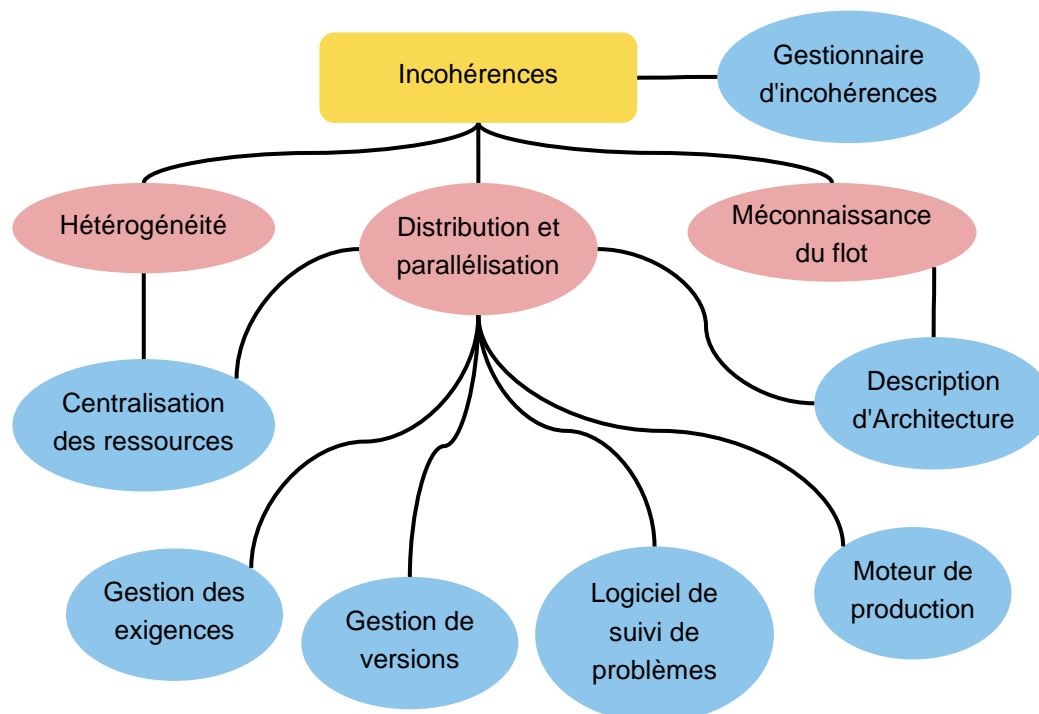 Incohérences
Gestionnaire
d'incohérences
Hétérogénéité
Distribution et
parallélisation
Méconnaissance
du flot
Centralisation
des ressources
Description
d'Architecture
Gestion des
exigences
Gestion de
versions
Logiciel de
suivi de
problèmes
Moteur de
production